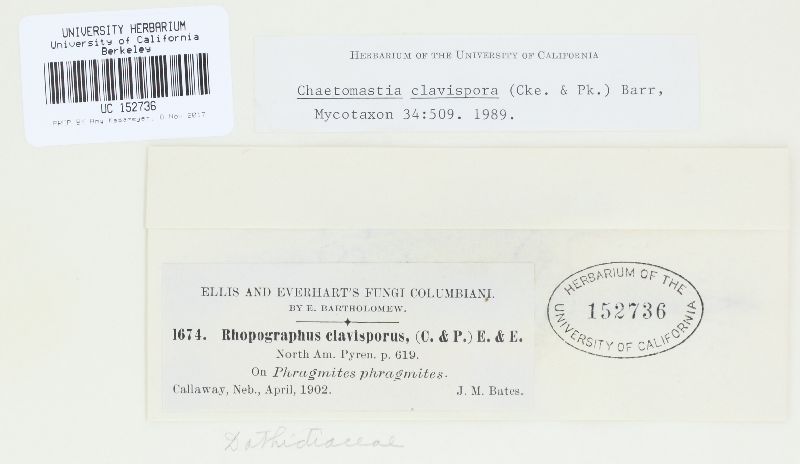 UNIVERSITY HERBARIUM
University of California
Berkeley
UC 152736
HERBARIUM OF THE UNIVERSITY OF CALIFORNIA
Chaetomastia clavispora (Cke. & Pk.) Barr,
Mycotaxon 34:509. 1989.
ELLIS AND EVERHART'S FUNGI COLUMBIANI.
BY E. BARTHOLOMEW.
1674. Rhopographus clavisporus, (C. & P.) E. & E.
North Am. Pyren. p. 619.
On Phragmites phragmites.
Callaway, Neb., April, 1902. J. M. Bates.
HERBARIUM OF THE
152736
UNIVERSITY OF CALIFORNIA
Dothidiaceae